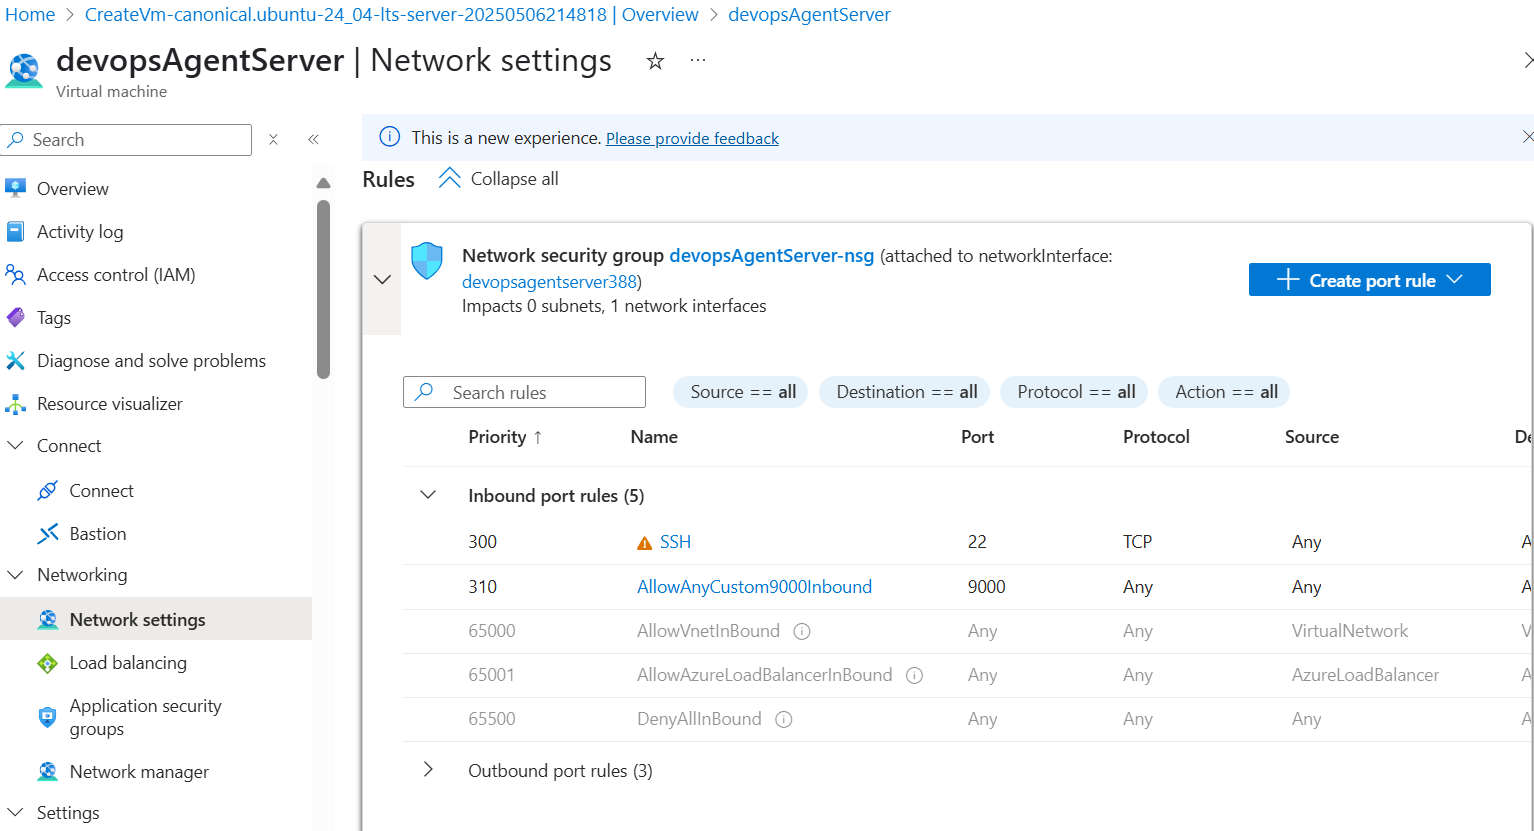 Home > CreateVm-canonical.ubuntu-24_04-lts-server-20250506214818 | Overview > devopsAgentServer
devopsAgentServer | Network settings ...
Virtual machine
Search
Overview
Activity log
Access control (IAM)
Tags
Diagnose and solve problems
Resource visualizer
Connect
Connect
Bastion
Networking
Network settings
Load balancing
Application security
groups
Network manager
Settings
This is a new experience. Please provide feedback
Rules Collapse all
Network security group devopsAgentServer-nsg (attached to networkInterface:
devopsagentserver388)
Impacts 0 subnets, 1 network interfaces
Create port rule
Search rules Source == all Destination == all Protocol == all Action == all
Priority ↑ Name Port Protocol Source
Inbound port rules (5)
300 SSH 22 TCP Any
310 AllowAnyCustom9000Inbound 9000 Any Any
65000 AllowVnetInBound Any Any VirtualNetwork
65001 AllowAzureLoadBalancerInBound Any Any AzureLoadBalancer
65500 DenyAllInBound Any Any Any
Outbound port rules (3)